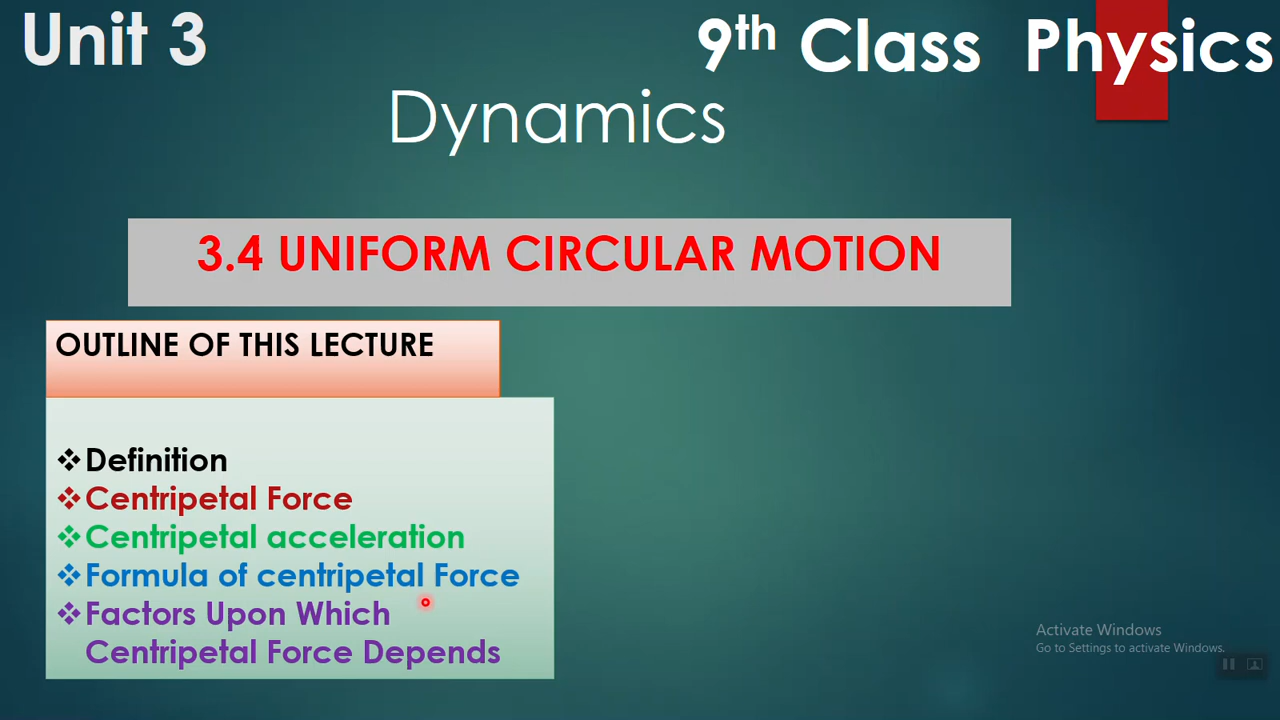 Unit 3
9th Class Physics
Dynamics
3.4 UNIFORM CIRCULAR MOTION
OUTLINE OF THIS LECTURE
❖Definition
❖Centripetal Force
❖Centripetal acceleration
❖Formula of centripetal Force
❖Factors Upon Which
Centripetal Force Depends
Activate Windows
Go to Settings to activate Windows.